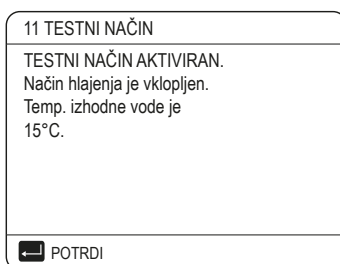 11 TESTNI NAČIN
TESTNI NAČIN AKTIVIRAN.
Način hlajenja je vklopljen.
Temp. izhodne vode je
15°C.
POTRDI